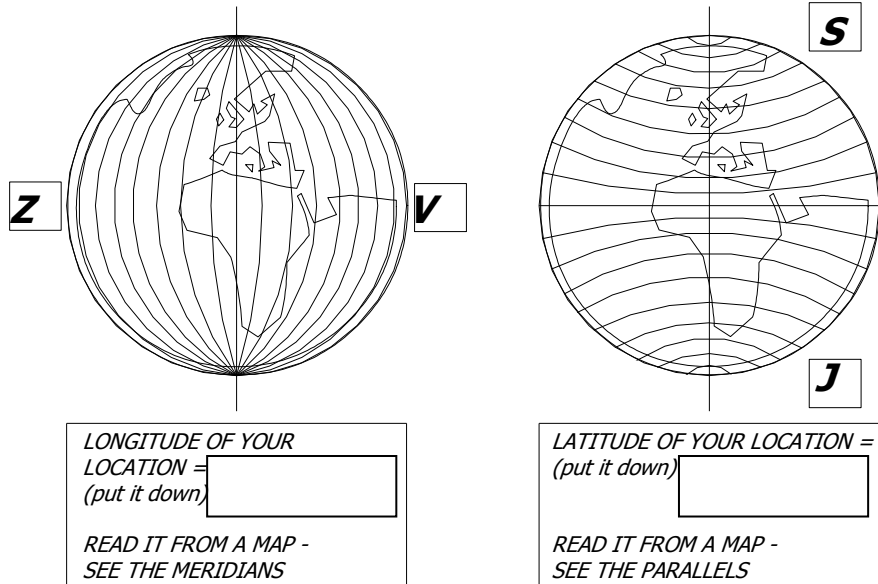 S
Z
V
J
LONGITUDE OF YOUR
LOCATION =
(put it down)
READ IT FROM A MAP -
SEE THE MERIDIANS
LATITUDE OF YOUR LOCATION =
(put it down)
READ IT FROM A MAP -
SEE THE PARALLELS